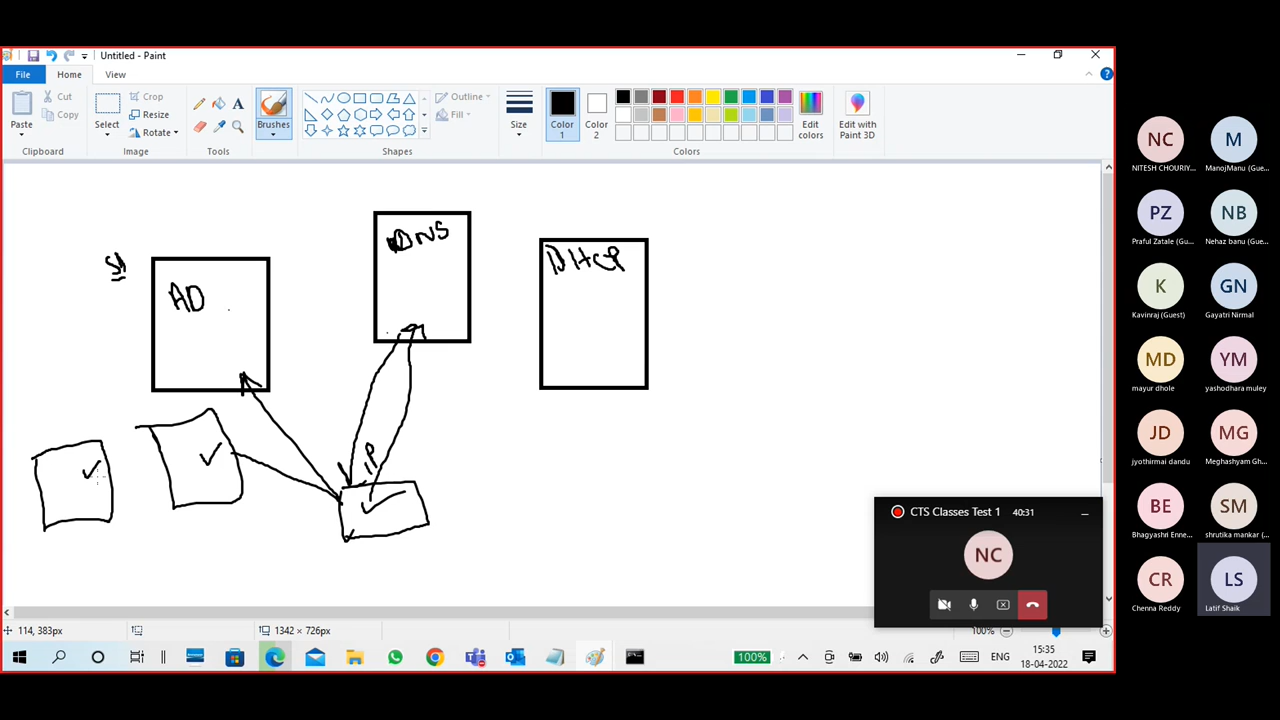 Untitled - Paint
File
Home
View
Paste
Cut
Copy
Clipboard
Select
Crop
Resize
Rotate
Image
Tools
Brushes
Outline
Fill
Shapes
Size
Color 1
Color 2
Edit colors
Colors
Edit with Paint 3D
DNS
DHCP
AD
IP
CTS Classes Test 1
40:31
NC
114, 383px
1342 × 726px
100%
100%
ENG
15:35
18-04-2022
NC
M
NITESH CHOURIY...
ManojManu (Gue...
PZ
NB
Praful Zatale (Gu...
Nehaz banu (Gue...
K
GN
Kavinraj (Guest)
Gayatri Nirmal
MD
YM
mayur dhole
yashodhara muley
JD
MG
jyothirmai dandu
Meghashyam Gh...
BE
SM
Bhagyashri Enne...
shrutika mankar (...
CR
LS
Chenna Reddy
Latif Shaik